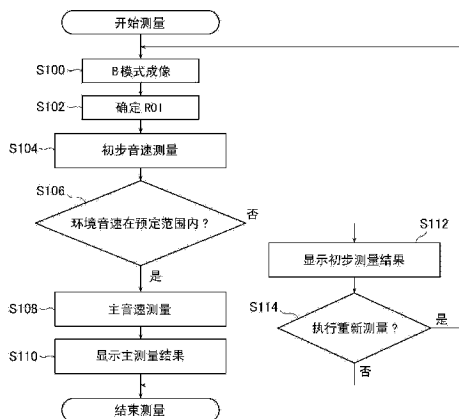 开始测量
S100
B模式成像
S102
确定ROI
S104
初步音速测量
S106
环境音速在预定范围内?
否
是
S108
主音速测量
S110
显示主测量结果
结束测量
S112
显示初步测量结果
S114
执行重新测量?
是
否